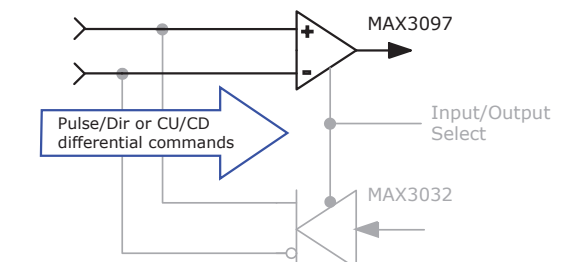 MAX3097
+
-
Pulse/Dir or CU/CD
differential commands
Input/Output
Select
MAX3032